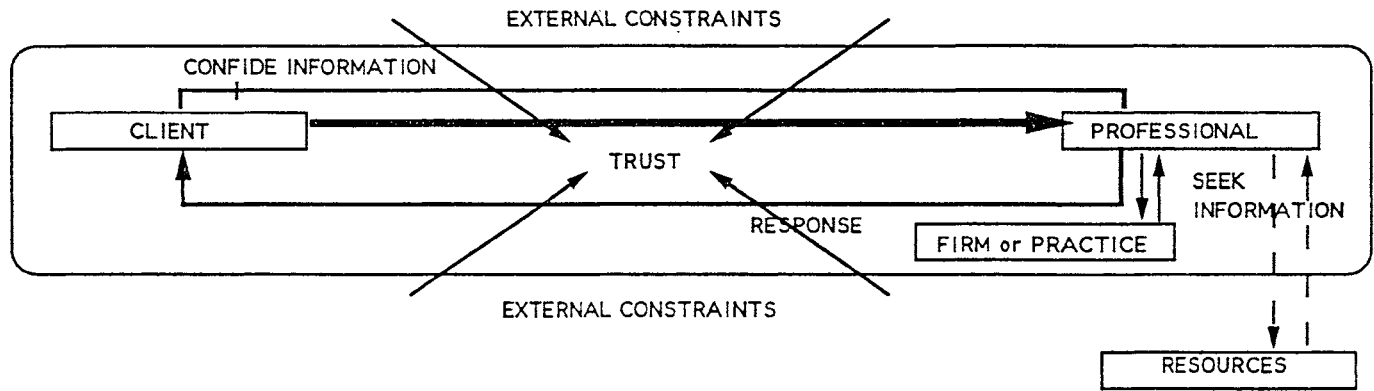 EXTERNAL CONSTRAINTS
CONFIDE INFORMATION
CLIENT
PROFESSIONAL
TRUST
SEEK
INFORMATION
RESPONSE
FIRM or PRACTICE
EXTERNAL CONSTRAINTS
RESOURCES